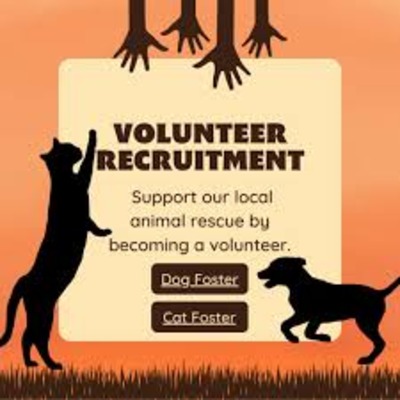 VOLUNTEER
RECRUITMENT
Support our local
animal rescue by
becoming a volunteer.
Dog Foster
Cat Foster